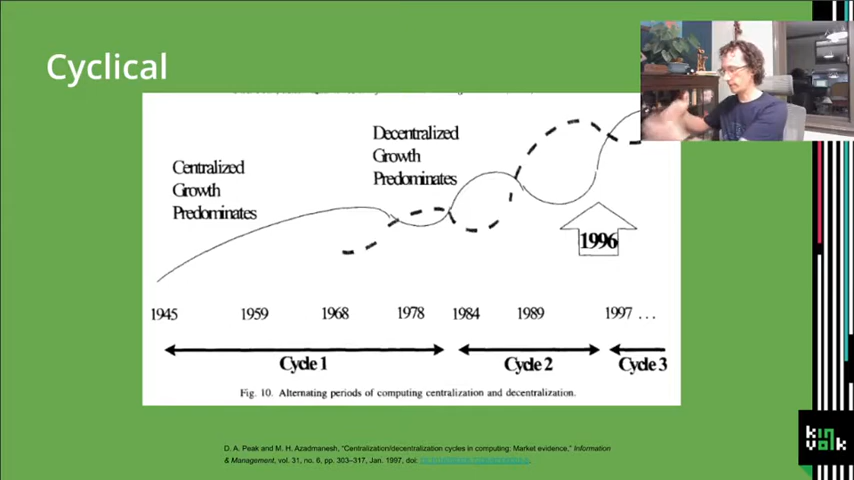 Cyclical
Decentralized
Growth
Predominates
Centralized
Growth
Predominates
1996
1945 1959 1968 1978 1984 1989 1997 ...
Cycle 1 Cycle 2 Cycle 3
Fig. 10. Alternating periods of computing centralization and decentralization.
D. A. Peak and M. H. Azadmanesh, "Centralization/decentralization cycles in computing: Market evidence," Information
& Management, vol. 31, no. 6, pp. 303–317, Jan. 1997, doi:
kinvolk